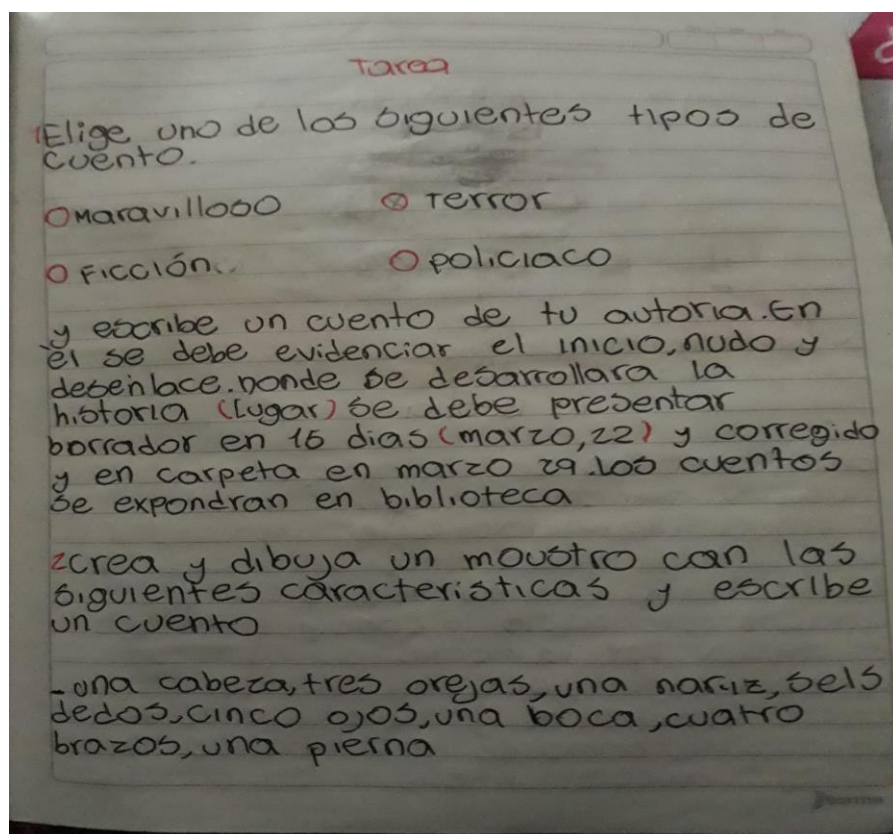 Tarea
1Elige uno de los siguientes tipos de
cuento.
O Maravilloso ⊗ Terror
O Ficción. O policiaco
y escribe un cuento de tu autoria. En
él se debe evidenciar el inicio, nudo y
desenlace. Donde se desarrollara la
historia (lugar) se debe presentar
borrador en 15 dias (marzo, 22) y corregido
y en carpeta en marzo 29. los cuentos
se expondran en biblioteca
2crea y dibuja un moustro can las
siguientes caracteristicas y escribe
un cuento
- una cabeza, tres orejas, una nariz, seis
dedos, cinco ojos, una boca, cuatro
brazos, una pierna